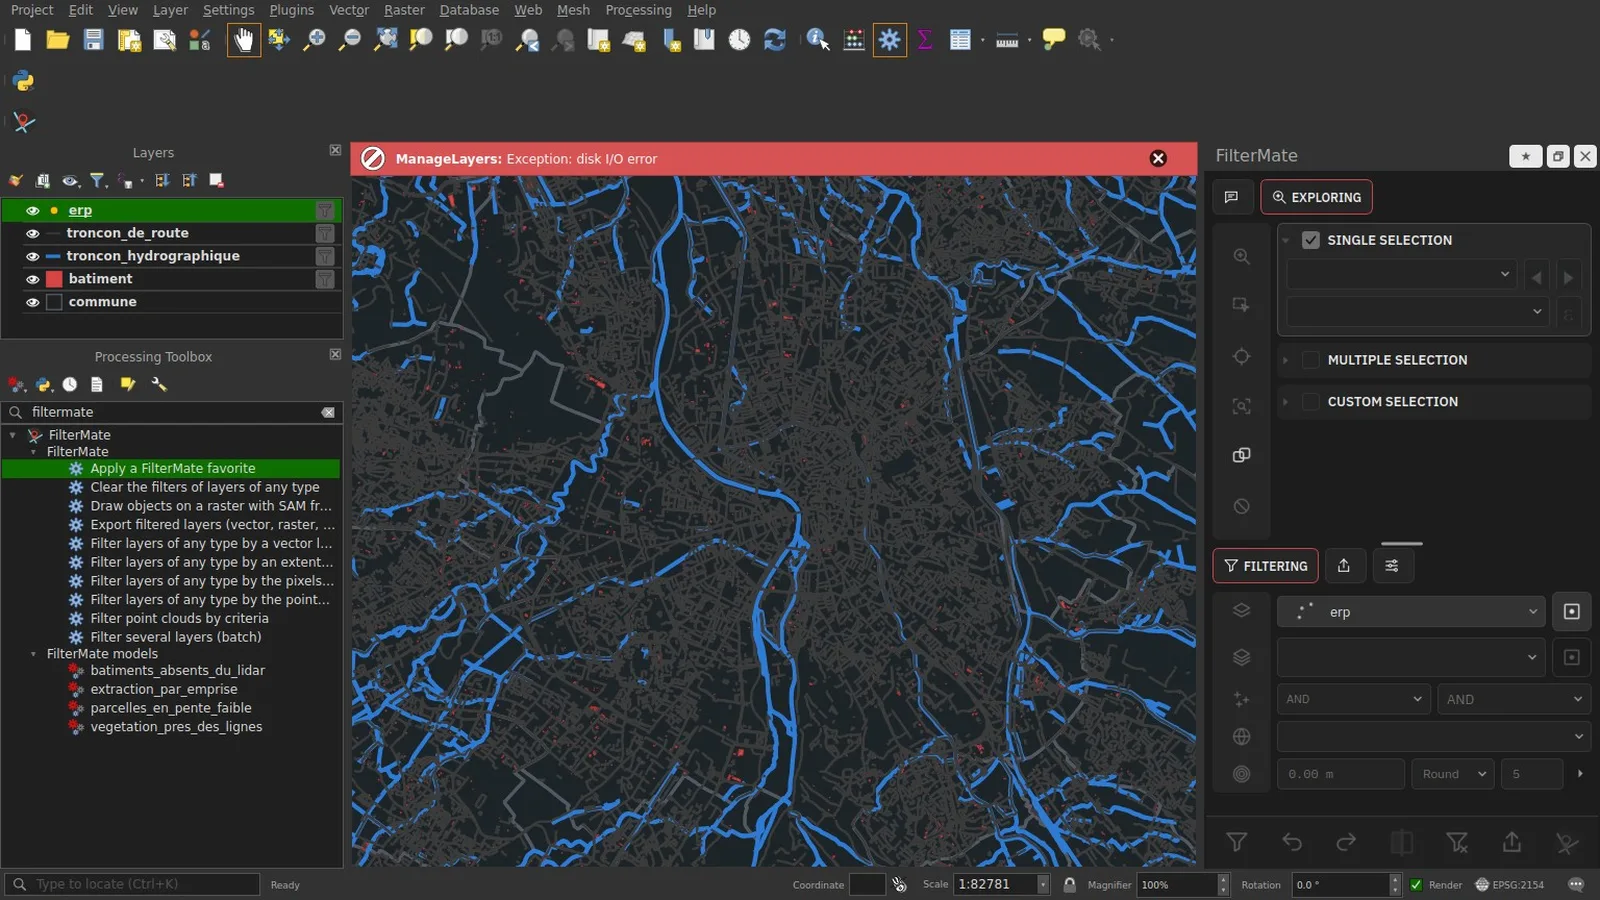 Project Edit View Layer Settings Plugins Vector Raster Database Web Mesh Processing Help
Layers
erp
troncon_de_route
troncon_hydrographique
batiment
commune
Processing Toolbox
filtermate
FilterMate
FilterMate
Apply a FilterMate favorite
Clear the filters of layers of any type
Draw objects on a raster with SAM fr...
Export filtered layers (vector, raster, ...
Filter layers of any type by a vector l...
Filter layers of any type by an extent...
Filter layers of any type by the pixels...
Filter layers of any type by the point...
Filter point clouds by criteria
Filter several layers (batch)
FilterMate models
batiments_absents_du_lidar
extraction_par_emprise
parcelles_en_pente_faible
vegetation_pres_des_lignes
ManageLayers: Exception: disk I/O error
FilterMate
EXPLORING
SINGLE SELECTION
MULTIPLE SELECTION
CUSTOM SELECTION
FILTERING
erp
AND AND
0.00 m Round 5
Type to locate (Ctrl+K) Ready Coordinate Scale 1:82781 Magnifier 100% Rotation 0.0 ° Render EPSG:2154